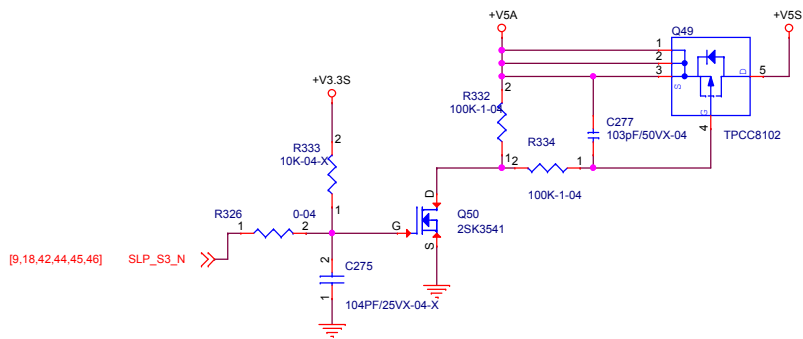 +V5A
+V5S
Q49
1
2
3
S
D
5
G
4
TPCC8102
+V3.3S
2
R332
100K-1-04
C277
103pF/50VX-04
2
R333
10K-04-X
1
R334
1
2
1
100K-1-04
D
R326
0-04
1
2
G
Q50
2SK3541
S
[9,18,42,44,45,46]
SLP_S3_N
2
C275
1
104PF/25VX-04-X